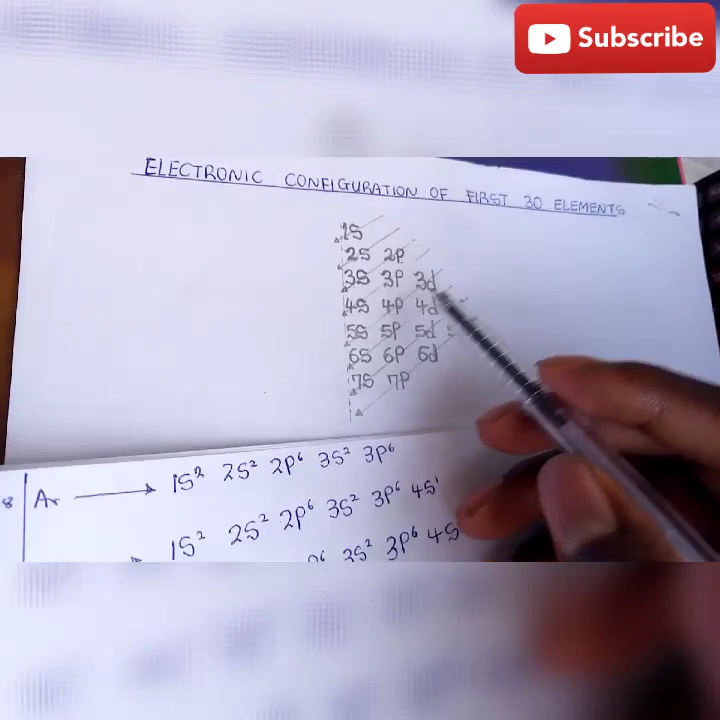 Subscribe
ELECTRONIC CONFIGURATION OF FIRST 30 ELEMENTS
1S
2S 2P
3S 3P 3d
4S 4P 4d
5S 5P 5d
6S 6P 6d
7S 7P
8 Ar → 1S² 2S² 2P⁶ 3S² 3P⁶
1S² 2S² 2P⁶ 3S² 3P⁶ 4S¹
3S² 3P⁶ 4S